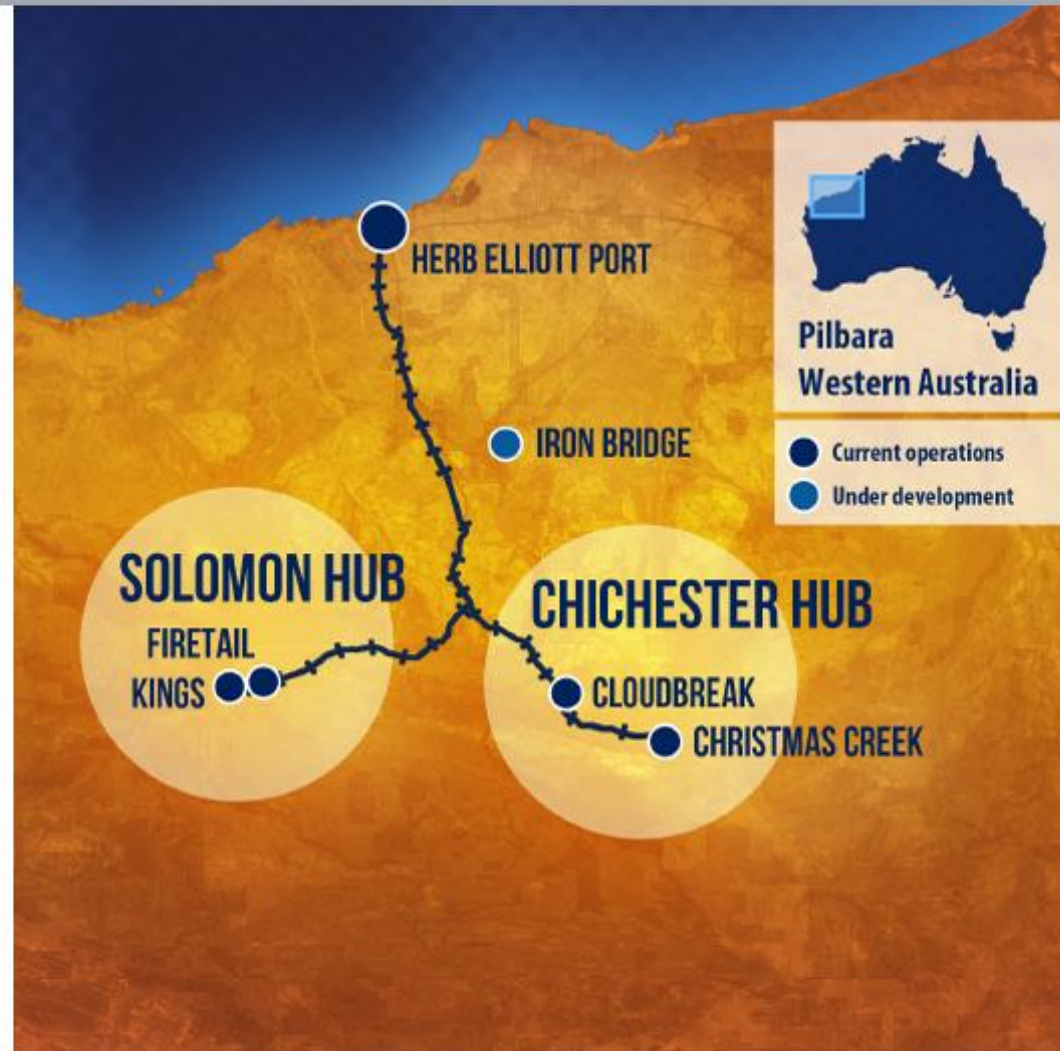 HERB ELLIOTT PORT
Pilbara
Western Australia
IRON BRIDGE
Current operations
Under development
SOLOMON HUB
FIRETAIL
KINGS
CHICHESTER HUB
CLOUDBREAK
CHRISTMAS CREEK